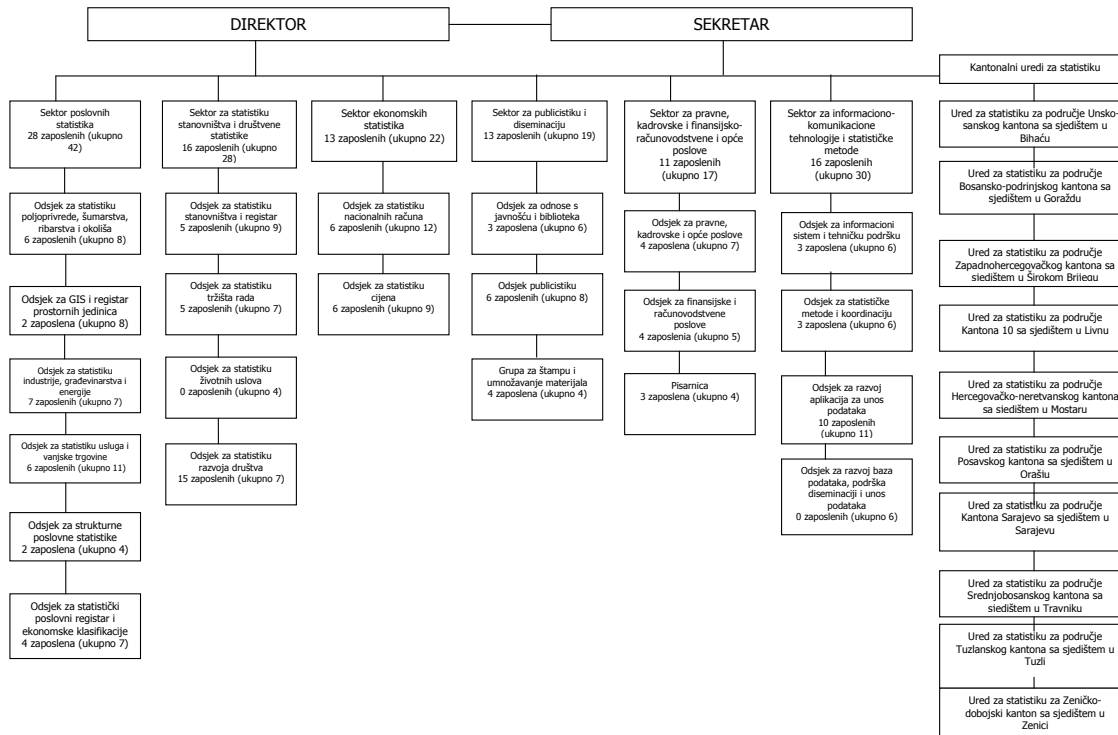 DIREKTOR
SEKRETAR
Sektor poslovnih
statistika
28 zaposlenih (ukupno
42)
Odsjek za statistiku
poljoprivrede, šumarstva,
ribarstva i okoliša
6 zaposlenih (ukupno 8)
Odsjek za GIS i registar
prostornih jedinica
2 zaposlena (ukupno 8)
Odsjek za statistiku
industrije, građevinarstva i
energije
7 zaposlenih (ukupno 7)
Odsjek za statistiku usluga i
vanjske trgovine
6 zaposlenih (ukupno 11)
Odsjek za strukturne
poslovne statistike
2 zaposlena (ukupno 4)
Odsjek za statistički
poslovni registar i
ekonomske klasifikacije
4 zaposlena (ukupno 7)
Sektor za statistiku
stanovništva i društvene
statistike
16 zaposlenih (ukupno
28)
Odsjek za statistiku
stanovništva i registar
5 zaposlenih (ukupno 9)
Odsjek za statistiku
tržišta rada
5 zaposlenih (ukupno 7)
Odsjek za statistiku
životnih uslova
0 zaposlenih (ukupno 4)
Odsjek za statistiku
razvoja društva
15 zaposlenih (ukupno 7)
Sektor ekonomskih
statistika
13 zaposlenih (ukupno 22)
Odsjek za statistiku
nacionalnih računa
6 zaposlenih (ukupno 12)
Odsjek za statistiku
cijena
6 zaposlenih (ukupno 9)
Sektor za publicistiku i
diseminaciju
13 zaposlenih (ukupno 19)
Odsjek za odnose s
javnošću i biblioteka
3 zaposlena (ukupno 6)
Odsjek publicistiku
6 zaposlenih (ukupno 8)
Grupa za štampu i
umnožavanje materijala
4 zaposlena (ukupno 4)
Sektor za pravne,
kadrovske i finansijsko-
računovodstvene i opće
poslove
11 zaposlenih
(ukupno 17)
Odsjek za pravne,
kadrovske i opće poslove
4 zaposlena (ukupno 7)
Odsjek za finansijske i
računovodstvene
poslove
4 zaposlenia (ukupno 5)
Pisarnica
3 zaposlena (ukupno 4)
Sektor za informaciono-
komunikacione
tehnologije i statističke
metode
16 zaposlenih
(ukupno 30)
Odsjek za informacioni
sistem i tehničku podršku
3 zaposlena (ukupno 6)
Odsjek za statističke
metode i koordinaciju
3 zaposlena (ukupno 6)
Odsjek za razvoj
aplikacija za unos
podataka
10 zaposlenih
(ukupno 11)
Odsjek za razvoj baza
podataka, podrška
diseminaciji i unos
podataka
0 zaposlenih (ukupno 6)
Kantonalni uredi za statistiku
Ured za statistiku za područje Unsko-
sanskog kantona sa sjedištem u
Bihaću
Ured za statistiku za područje
Bosansko-podrinjskog kantona sa
sjedištem u Goraždu
Ured za statistiku za područje
Zapadnohercegovačkog kantona sa
sjedištem u Širokom Brijegu
Ured za statistiku za područje
Kantona 10 sa sjedištem u Livnu
Ured za statistiku za područje
Hercegovačko-neretvanskog kantona
sa sjedištem u Mostaru
Ured za statistiku za područje
Posavskog kantona sa sjedištem u
Orašiu
Ured za statistiku za područje
Kantona Sarajevo sa sjedištem u
Sarajevu
Ured za statistiku za područje
Srednjobosanskog kantona sa
sjedištem u Travniku
Ured za statistiku za područje
Tuzlanskog kantona sa sjedištem u
Tuzli
Ured za statistiku za Zeničko-
dobojski kanton sa sjedištem u
Zenici